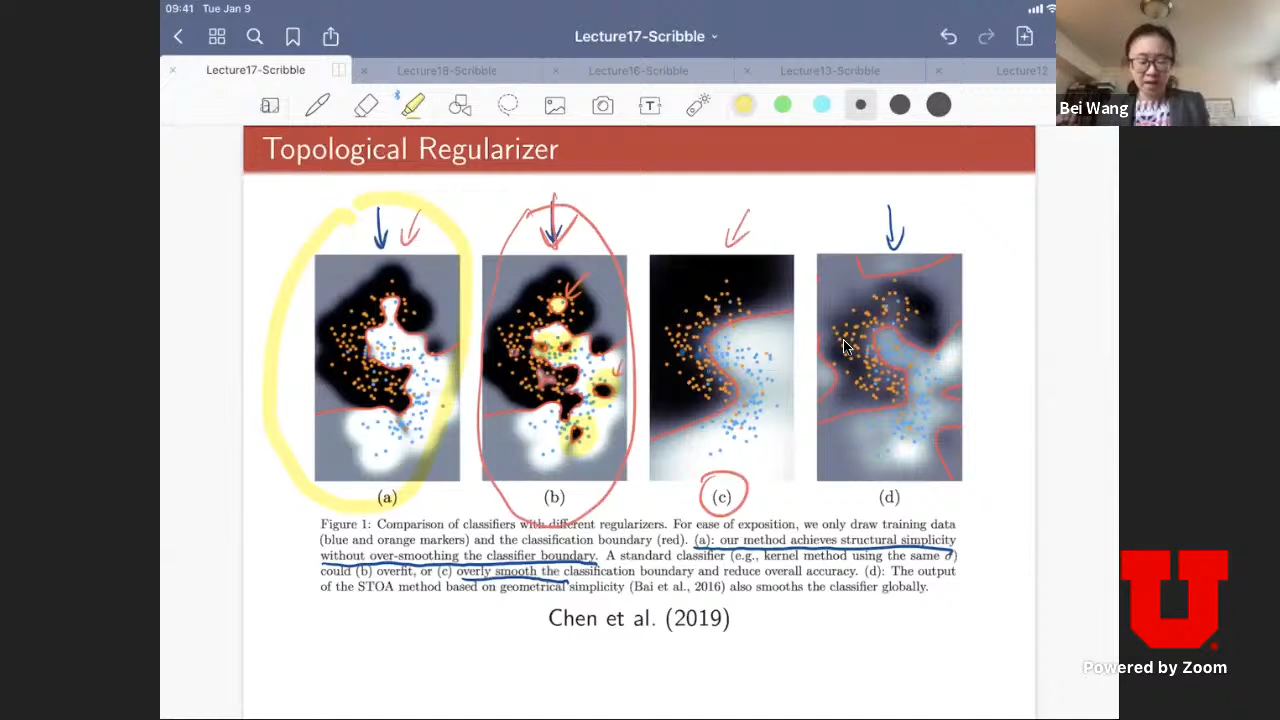 09:41 Tue Jan 9
Lecture17-Scribble
Lecture17-Scribble
Lecture18-Scribble
Lecture16-Scribble
Lecture13-Scribble
Lecture12
T
Bei Wang
Topological Regularizer
(a)
(b)
(c)
(d)
Figure 1: Comparison of classifiers with different regularizers. For ease of exposition, we only draw training data
(blue and orange markers) and the classification boundary (red). (a): our method achieves structural simplicity
without over-smoothing the classifier boundary. A standard classifier (e.g., kernel method using the same σ)
could (b) overfit, or (c) overly smooth the classification boundary and reduce overall accuracy. (d): The output
of the STOA method based on geometrical simplicity (Bai et al., 2016) also smooths the classifier globally.
Chen et al. (2019)
U
Powered by Zoom